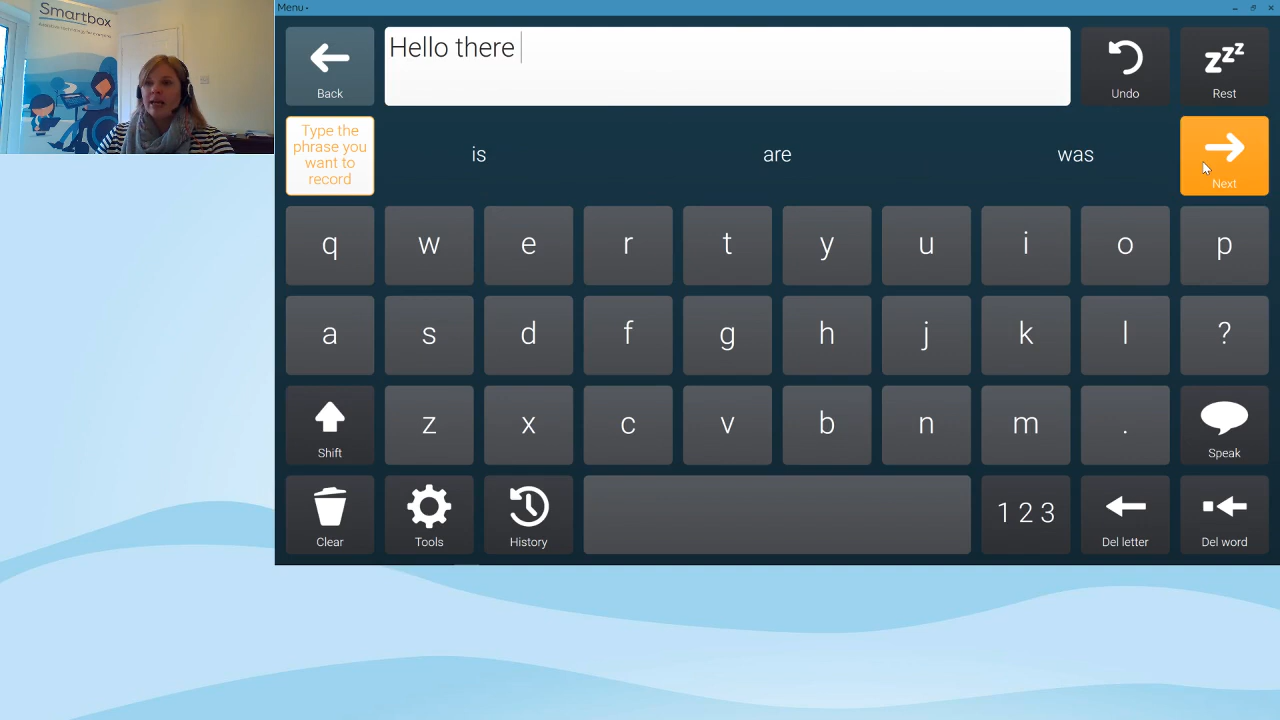 Smartbox
Menu
Back
Hello there
Undo
zzz
Rest
Type the
phrase you
want to
record
is
are
was
Next
q w e r t y u i o p
a s d f g h j k l ?
Shift
z x c v b n m .
Speak
Clear
Tools
History
1 2 3
Del letter
Del word